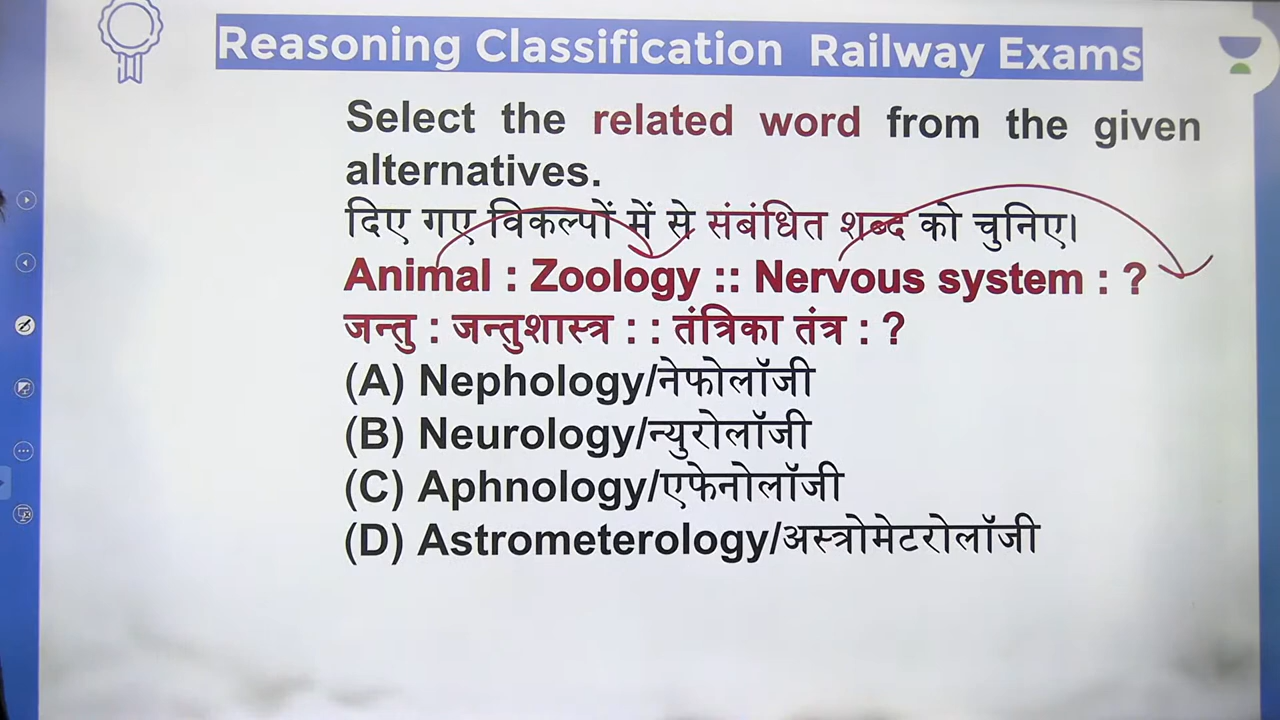 Reasoning Classification Railway Exams
Select the related word from the given
alternatives.
दिए गए विकल्पों में से संबंधित शब्द को चुनिए।
Animal : Zoology :: Nervous system : ?
जन्तु : जन्तुशास्त्र : : तंत्रिका तंत्र : ?
(A) Nephology/नेफोलॉजी
(B) Neurology/न्युरोलॉजी
(C) Aphnology/एफेनोलॉजी
(D) Astrometerology/अस्त्रोमेटरोलॉजी